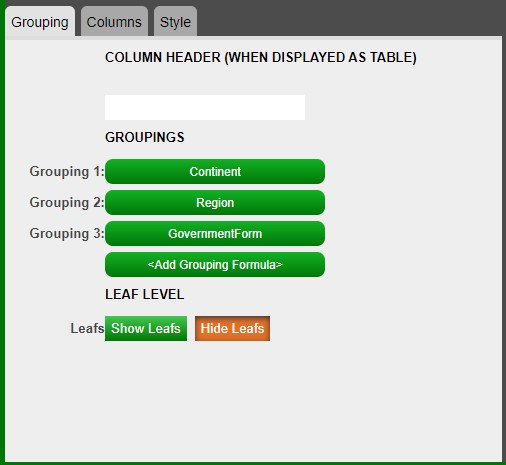 Grouping Columns Style
COLUMN HEADER (WHEN DISPLAYED AS TABLE)
GROUPINGS
Grouping 1: Continent
Grouping 2: Region
Grouping 3: GovernmentForm
<Add Grouping Formula>
LEAF LEVEL
Leafs Show Leafs Hide Leafs